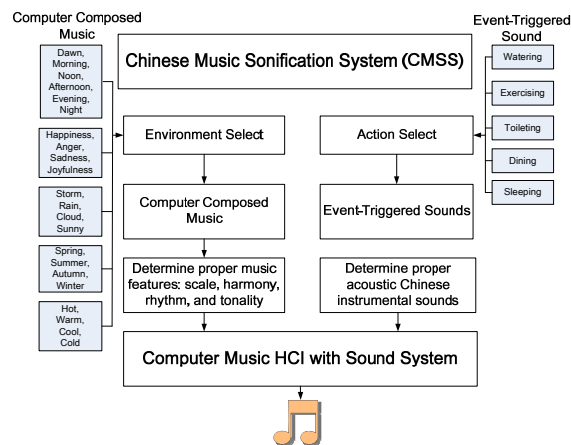 Computer Composed
Music
Dawn,
Morning,
Noon,
Afternoon,
Evening,
Night
Happiness,
Anger,
Sadness,
Joyfulness
Storm,
Rain,
Cloud,
Sunny
Spring,
Summer,
Autumn,
Winter
Hot,
Warm,
Cool,
Cold
Chinese Music Sonification System (CMSS)
Environment Select
Action Select
Computer Composed
Music
Event-Triggered Sounds
Determine proper music
features: scale, harmony,
rhythm, and tonality
Determine proper
acoustic Chinese
instrumental sounds
Computer Music HCI with Sound System
Event-Triggered
Sound
Watering
Exercising
Toileting
Dining
Sleeping